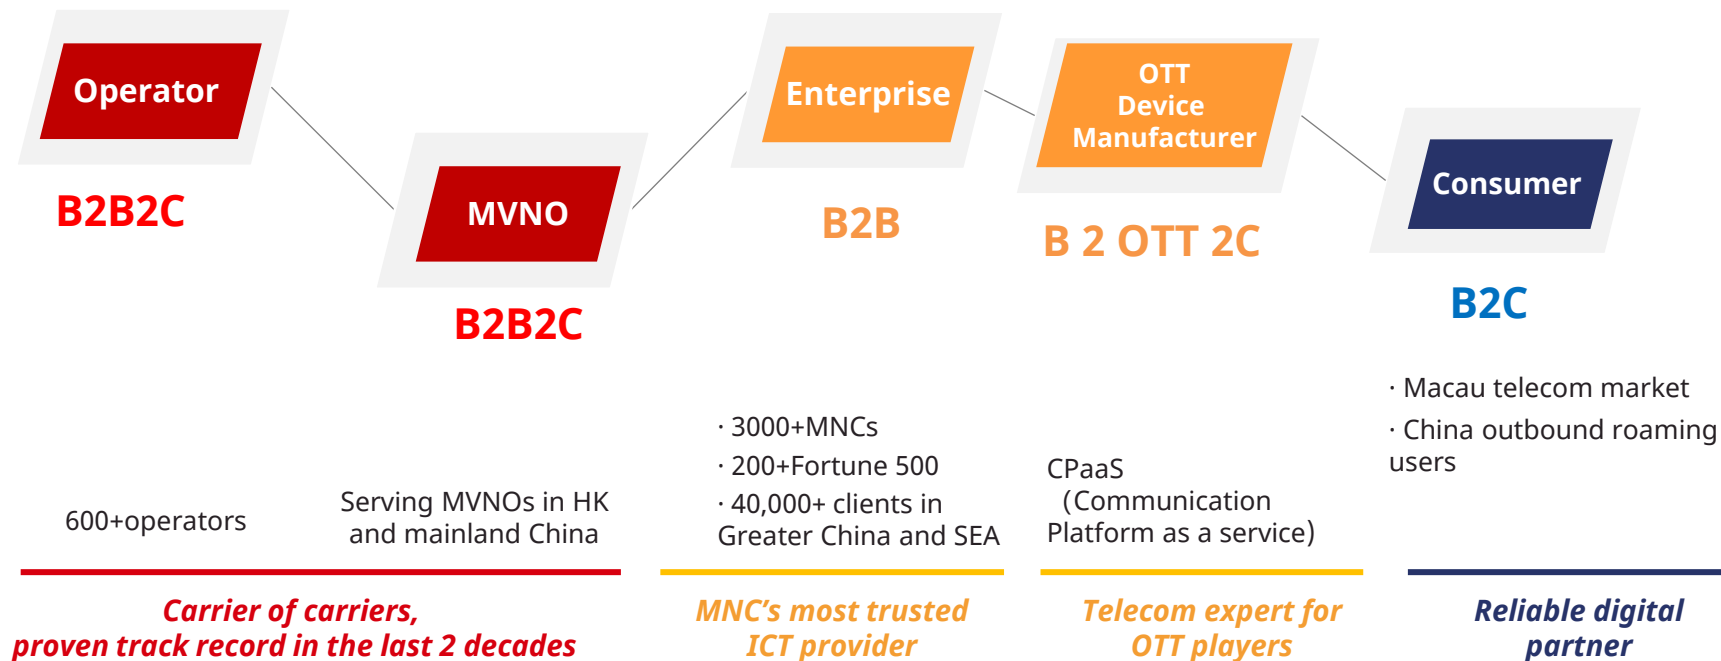 Operator
B2B2C
MVNO
B2B2C
Enterprise
B2B
OTT
Device
Manufacturer
B 2 OTT 2C
Consumer
B2C
600+operators
Serving MVNOs in HK
and mainland China
· 3000+MNCs
· 200+Fortune 500
· 40,000+ clients in
Greater China and SEA
CPaaS
(Communication
Platform as a service)
· Macau telecom market
· China outbound roaming
users
Carrier of carriers,
proven track record in the last 2 decades
MNC’s most trusted
ICT provider
Telecom expert for
OTT players
Reliable digital
partner